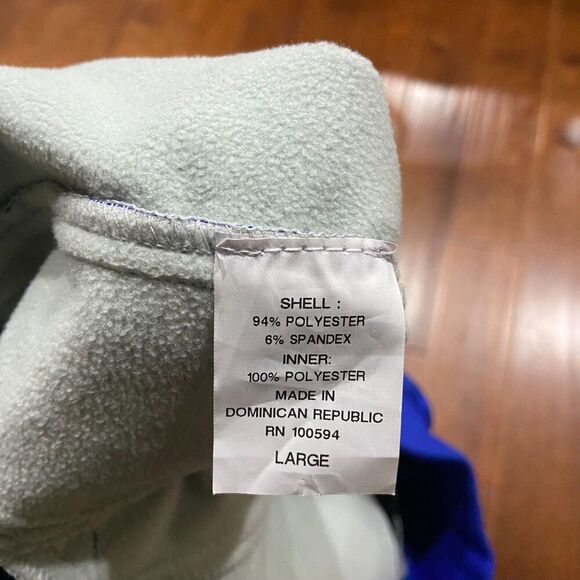 SHELL :
94% POLYESTER
6% SPANDEX
INNER:
100% POLYESTER
MADE IN
DOMINICAN REPUBLIC
RN 100594
LARGE